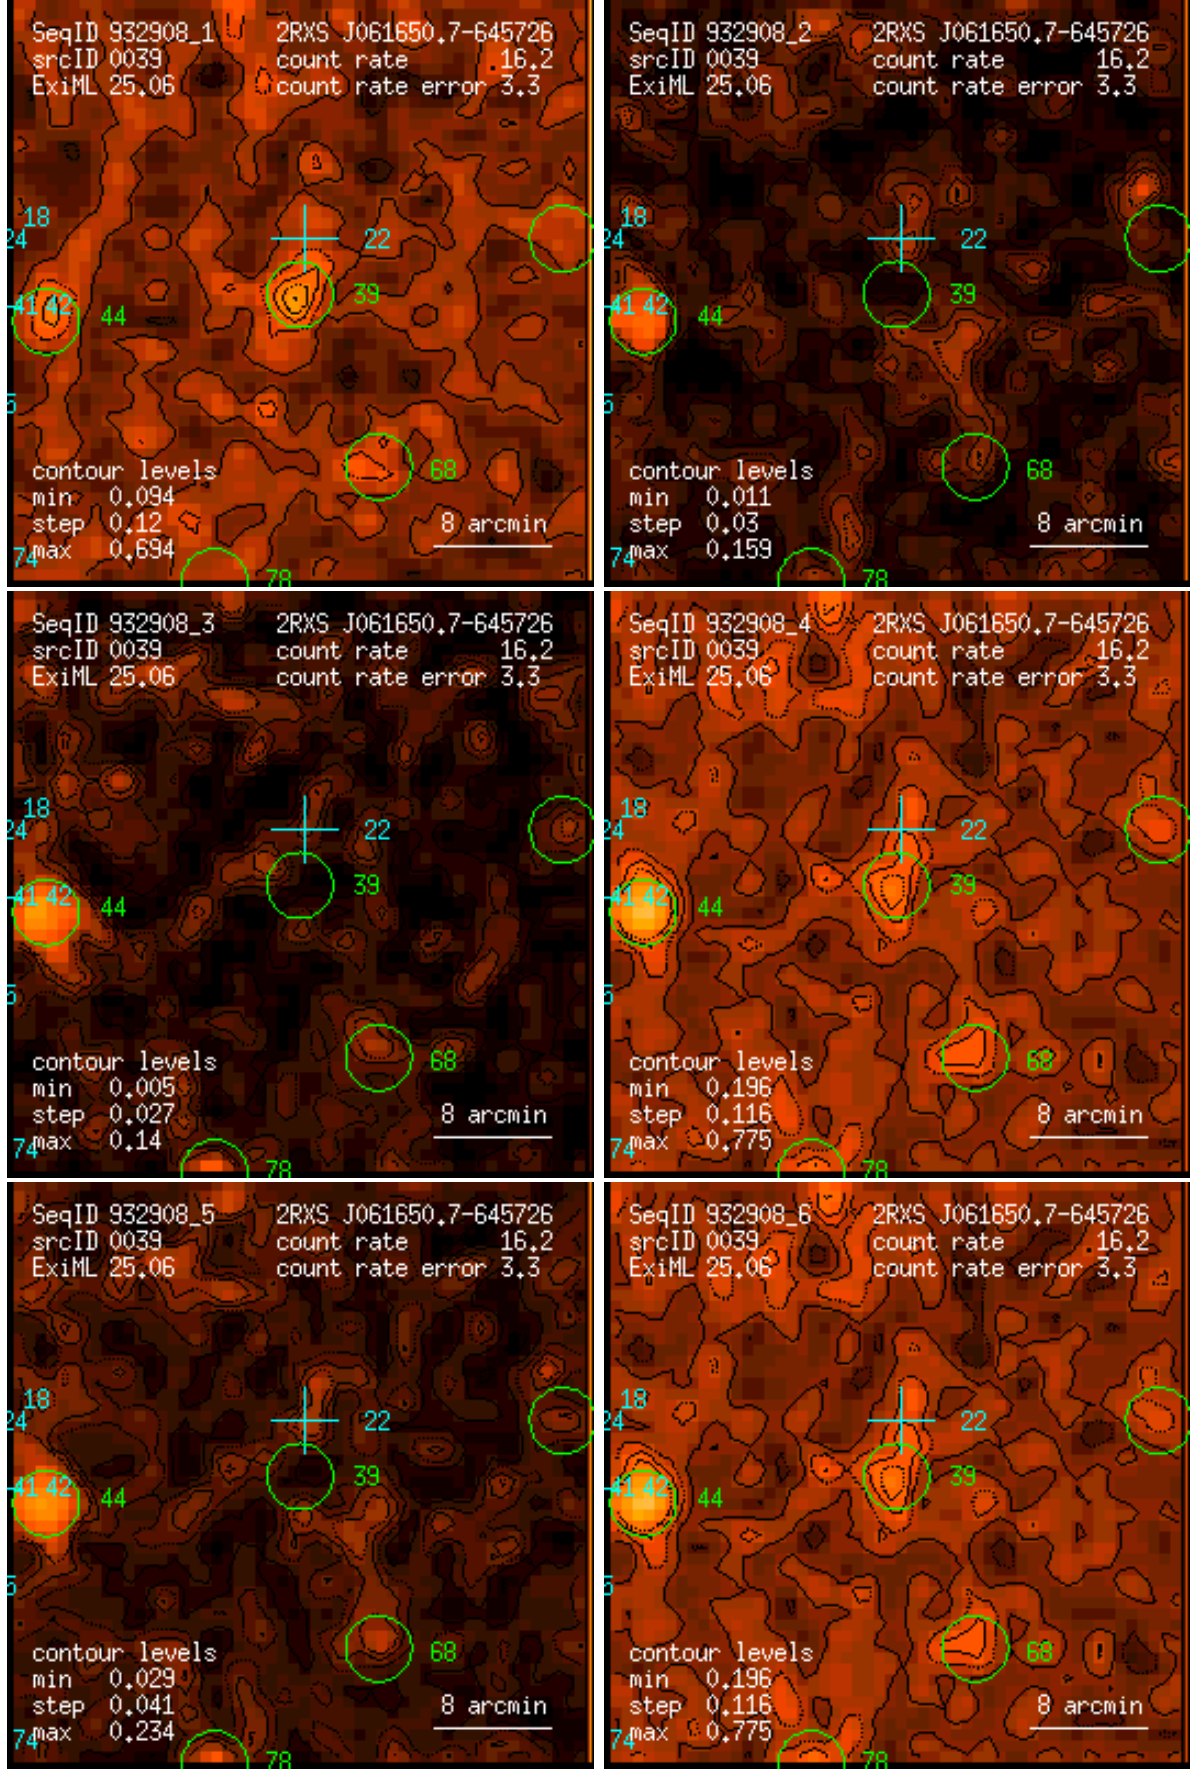 SeqID 932908_1 2RXS J061650.7-645726
srcID 0039 count rate 16.2
ExiML 25.06 count rate error 3.3
18
24 22
41 42 44 39
5
contour levels 68
min 0.094
step 0.12 8 arcmin
max 0.694
74 78
SeqID 932908_2 2RXS J061650.7-645726
srcID 0039 count rate 16.2
ExiML 25.06 count rate error 3.3
18
24 22
41 42 44 39
5
contour levels 68
min 0.011
step 0.03 8 arcmin
max 0.159
74 78
SeqID 932908_3 2RXS J061650.7-645726
srcID 0039 count rate 16.2
ExiML 25.06 count rate error 3.3
18
24 22
41 42 44 39
5
contour levels 68
min 0.005
step 0.027 8 arcmin
max 0.14
74 78
SeqID 932908_4 2RXS J061650.7-645726
srcID 0039 count rate 16.2
ExiML 25.06 count rate error 3.3
18
24 22
41 42 44 39
5
contour levels 68
min 0.196
step 0.116 8 arcmin
max 0.775
74 78
SeqID 932908_5 2RXS J061650.7-645726
srcID 0039 count rate 16.2
ExiML 25.06 count rate error 3.3
18
24 22
41 42 44 39
5
contour levels 68
min 0.029
step 0.041 8 arcmin
max 0.234
74 78
SeqID 932908_6 2RXS J061650.7-645726
srcID 0039 count rate 16.2
ExiML 25.06 count rate error 3.3
18
24 22
41 42 44 39
5
contour levels 68
min 0.196
step 0.116 8 arcmin
max 0.775
74 78